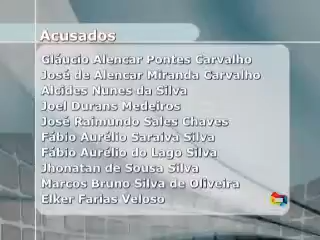 Acusados
Gláucio Alencar Pontes Carvalho
José de Alencar Miranda Carvalho
Alcides Nunes da Silva
Joel Durans Medeiros
José Raimundo Sales Chaves
Fábio Aurélio Saraiva Silva
Fábio Aurélio do Lago Silva
Jhonatan de Sousa Silva
Marcos Bruno Silva de Oliveira
Elker Farias Veloso